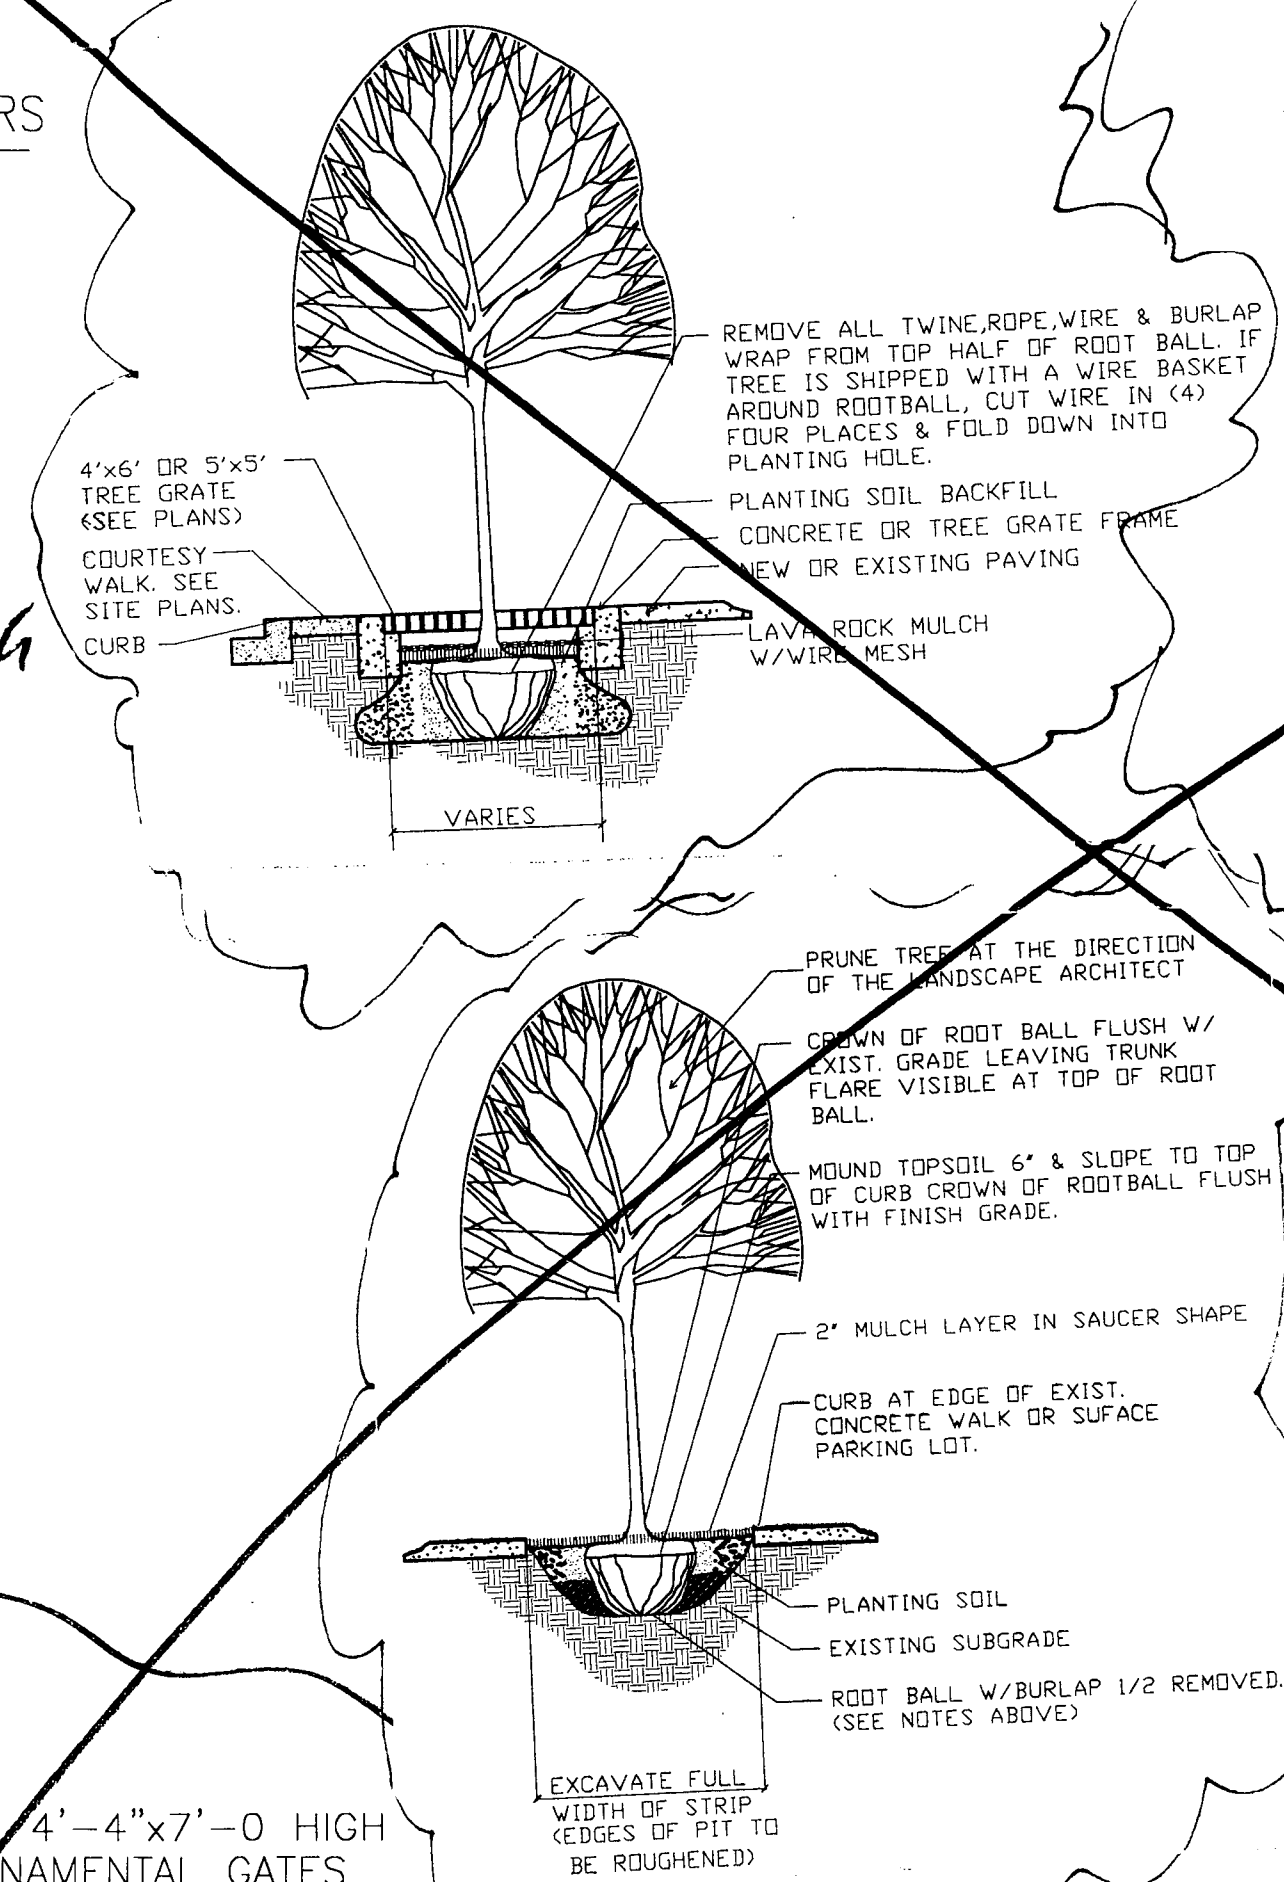 RS
REMOVE ALL TWINE,ROPE,WIRE & BURLAP
WRAP FROM TOP HALF OF ROOT BALL. IF
TREE IS SHIPPED WITH A WIRE BASKET
AROUND ROOTBALL, CUT WIRE IN (4)
FOUR PLACES & FOLD DOWN INTO
PLANTING HOLE.
4'x6' OR 5'x5'
TREE GRATE
(SEE PLANS)
COURTESY
WALK. SEE
SITE PLANS.
CURB
PLANTING SOIL BACKFILL
CONCRETE OR TREE GRATE FRAME
NEW OR EXISTING PAVING
LAVA ROCK MULCH
W/WIRE MESH
VARIES
PRUNE TREE AT THE DIRECTION
OF THE LANDSCAPE ARCHITECT
CROWN OF ROOT BALL FLUSH W/
EXIST. GRADE LEAVING TRUNK
FLARE VISIBLE AT TOP OF ROOT
BALL.
MOUND TOPSOIL 6" & SLOPE TO TOP
OF CURB CROWN OF ROOTBALL FLUSH
WITH FINISH GRADE.
2" MULCH LAYER IN SAUCER SHAPE
CURB AT EDGE OF EXIST.
CONCRETE WALK OR SUFACE
PARKING LOT.
PLANTING SOIL
EXISTING SUBGRADE
ROOT BALL W/BURLAP 1/2 REMOVED.
(SEE NOTES ABOVE)
EXCAVATE FULL
WIDTH OF STRIP
(EDGES OF PIT TO
BE ROUGHENED)
4'-4"x7'-0 HIGH
NAMENTAL GATES